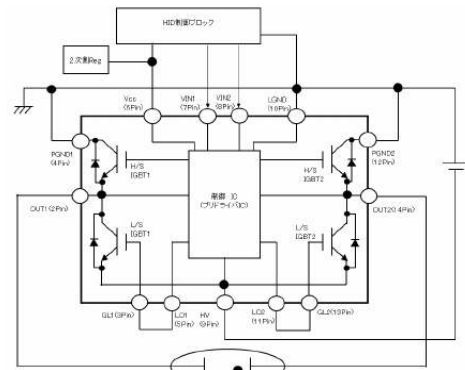 HID制御ブロック
2次側Reg
Vcc
(6Pin)
VIN1
(7Pin)
VIN2
(8Pin)
LGND
(10Pin)
PGND1
(4Pin)
PGND2
(12Pin)
H/S
IGBT1
H/S
IGBT2
制御 IC
(プリドライバIC)
OUT1(2Pin)
OUT2(14Pin)
L/S
IGBT1
L/S
IGBT2
GL1(3Pin)
LO1
(5Pin)
HV
(9Pin)
LO2
(11Pin)
GL2(13Pin)